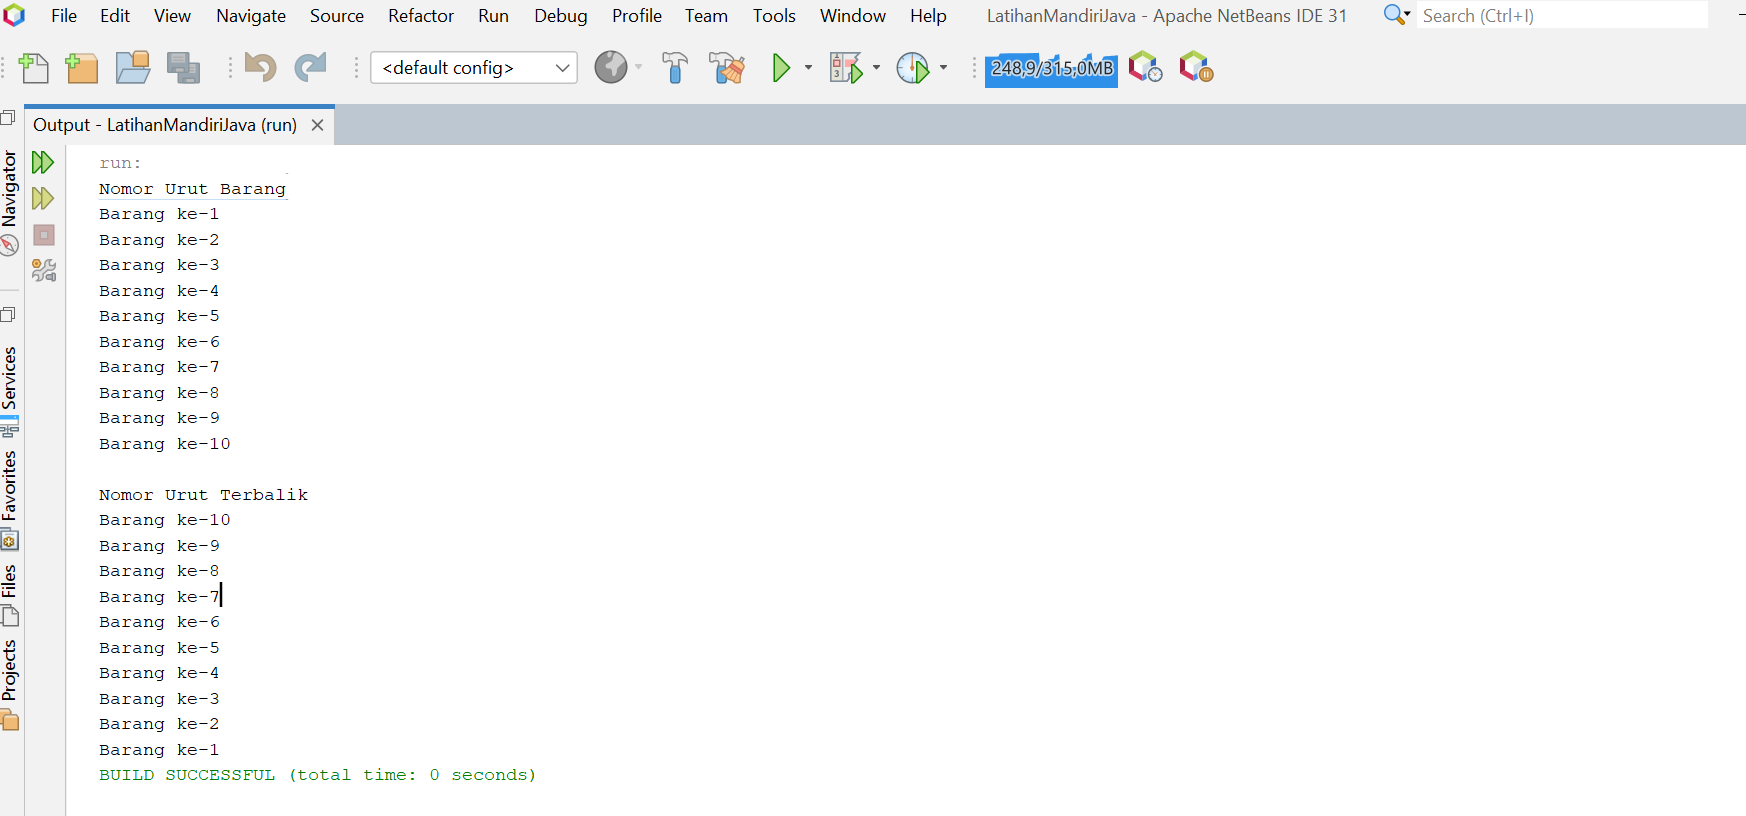 File Edit View Navigate Source Refactor Run Debug Profile Team Tools Window Help LatihanMandiriJava - Apache NetBeans IDE 31 Search (Ctrl+I)
<default config> 248,9/315,0MB
Output - LatihanMandiriJava (run)
Navigator
Services
Favorites
Files
Projects
run:
Nomor Urut Barang
Barang ke-1
Barang ke-2
Barang ke-3
Barang ke-4
Barang ke-5
Barang ke-6
Barang ke-7
Barang ke-8
Barang ke-9
Barang ke-10
Nomor Urut Terbalik
Barang ke-10
Barang ke-9
Barang ke-8
Barang ke-7
Barang ke-6
Barang ke-5
Barang ke-4
Barang ke-3
Barang ke-2
Barang ke-1
BUILD SUCCESSFUL (total time: 0 seconds)